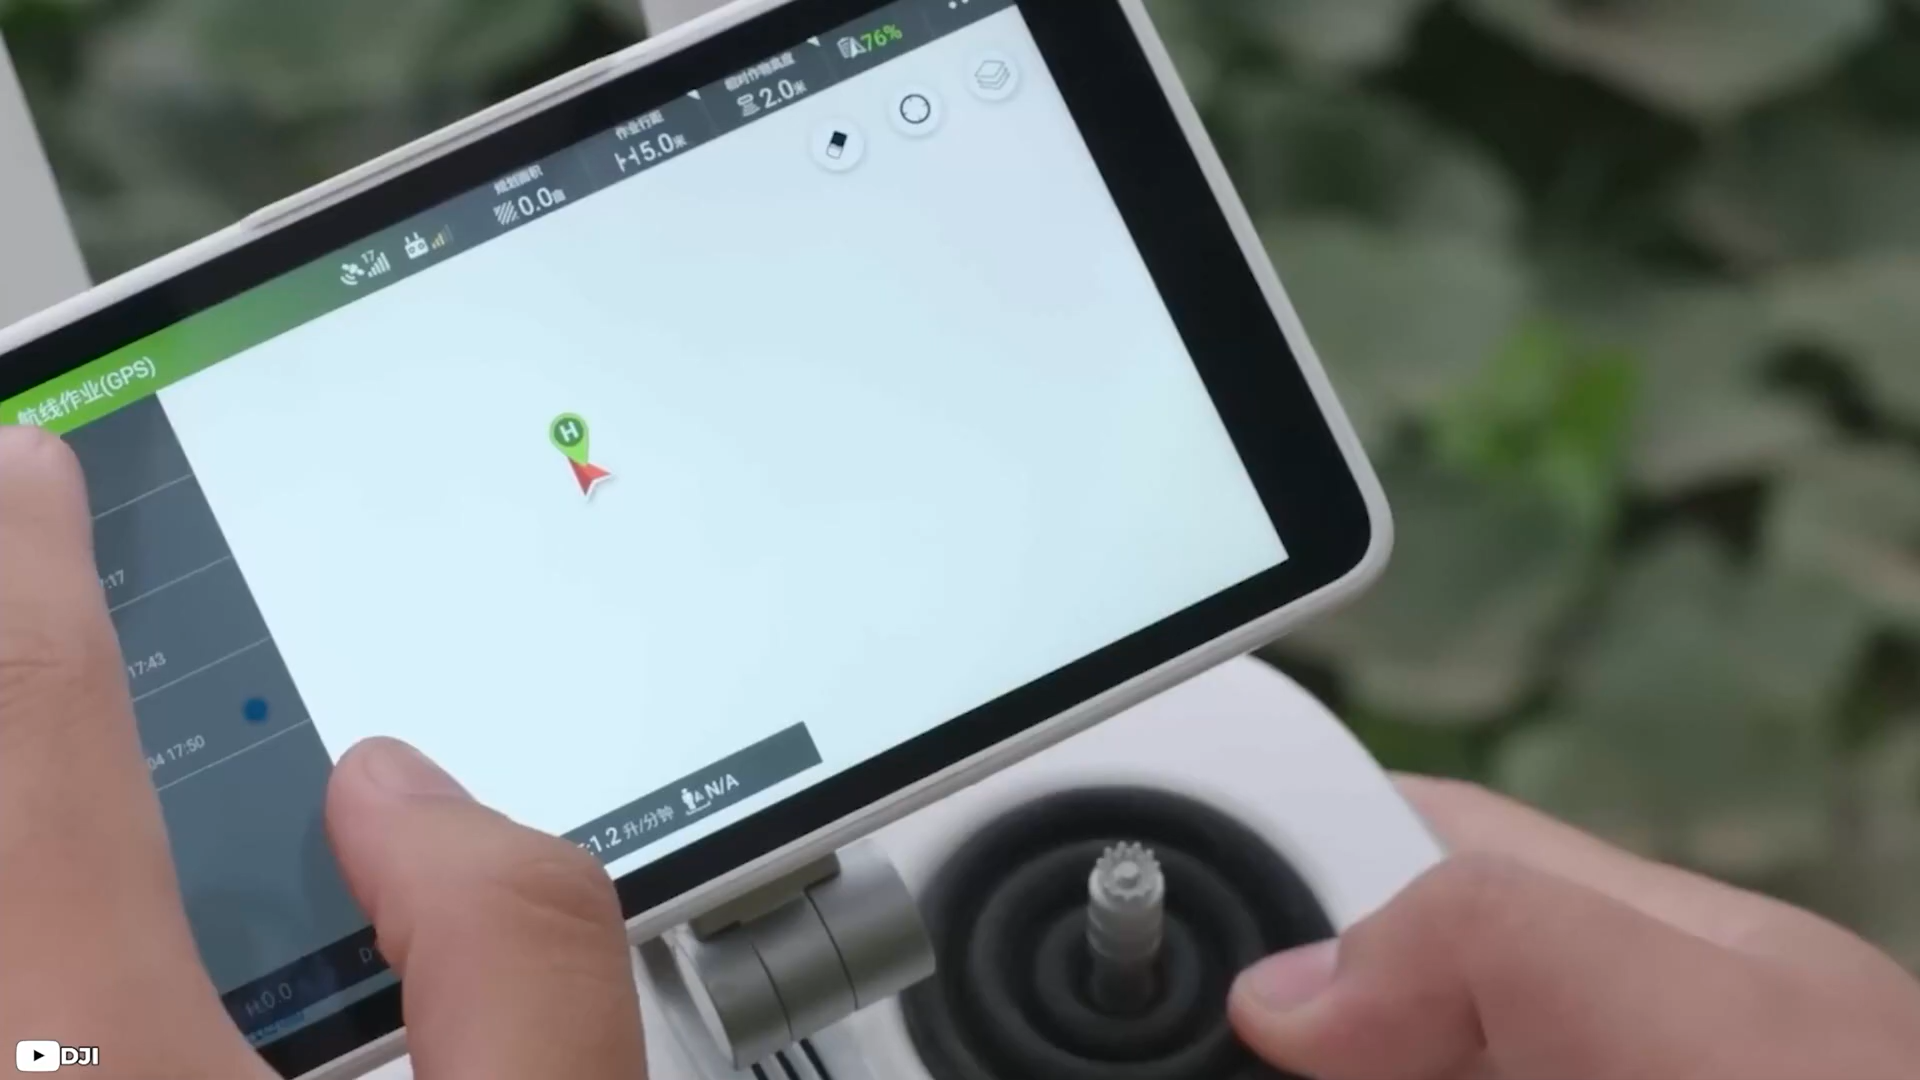 航线作业(GPS)
17
规划面积
0.0亩
作业行距
5.0米
相对作物高度
2.0米
76%
H
:17
17:43
04 17:50
:1.2 升/分钟
N/A
H:0.0
D
DJI